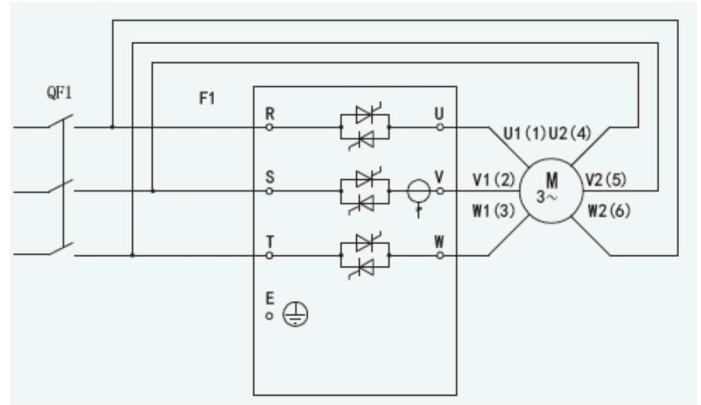 QF1
F1
R
U
U1(1)U2(4)
S
V
V1(2)
M
3~
V2(5)
W1(3)
W2(6)
T
W
E